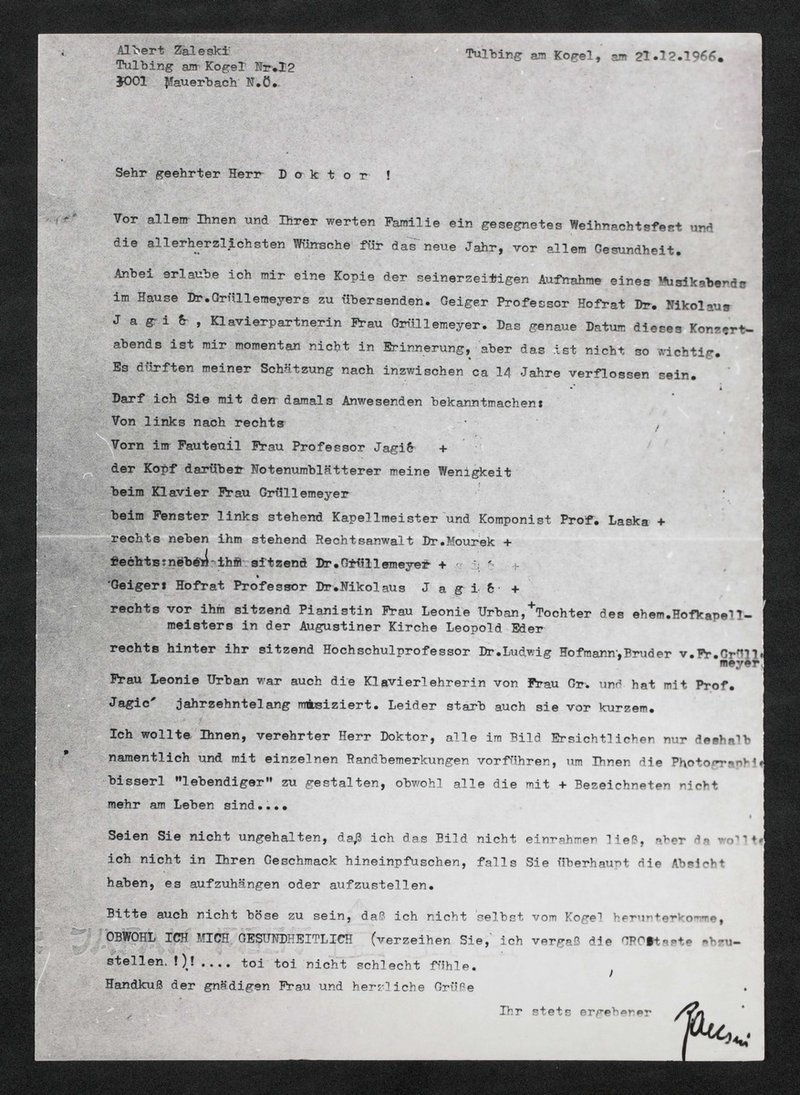 Albert Zaleski
Tulbing am Kogel, am 21.12.1966.
Tulbing am Kogel Nr.12
3001 Mauerbach N.Ö.
Sehr geehrter Herr D o k t o r !
Vor allem Ihnen und Ihrer werten Familie ein gesegnetes Weihnachtsfest und
die allerherzlichsten Wünsche für das neue Jahr, vor allem Gesundheit.
Anbei erlaube ich mir eine Kopie der seinerzeitigen Aufnahme eines Musikabends
im Hause Dr.Grüllemeyers zu übersenden. Geiger Professor Hofrat Dr. Nikolaus
J a g i ć , Klavierpartnerin Frau Grüllemeyer. Das genaue Datum dieses Konzert-
abends ist mir momentan nicht in Erinnerung, aber das ist nicht so wichtig.
Es dürften meiner Schätzung nach inzwischen ca 14 Jahre verflossen sein.
Darf ich Sie mit den damals Anwesenden bekanntmachen:
Von links nach rechts
Vorn im Fauteuil Frau Professor Jagić +
der Kopf darüber Notenumblätterer meine Wenigkeit
beim Klavier Frau Grüllemeyer
beim Fenster links stehend Kapellmeister und Komponist Prof. Laska +
rechts neben ihm stehend Rechtsanwalt Dr.Mourek +
rechts neben ihm sitzend Dr.Grüllemeyer +
Geiger: Hofrat Professor Dr.Nikolaus J a g i ć +
rechts vor ihm sitzend Pianistin Frau Leonie Urban,+Tochter des ehem.Hofkapell-
meisters in der Augustiner Kirche Leopold Eder
rechts hinter ihr sitzend Hochschulprofessor Dr.Ludwig Hofmann,Bruder v.Fr.Grüll.
meyer.
Frau Leonie Urban war auch die Klavierlehrerin von Frau Gr. und hat mit Prof.
Jagic´ jahrzehntelang musiziert. Leider starb auch sie vor kurzem.
Ich wollte Ihnen, verehrter Herr Doktor, alle im Bild Ersichtlichen nur deshalb
namentlich und mit einzelnen Randbemerkungen vorführen, um Ihnen die Photographie
bisserl "lebendiger" zu gestalten, obwohl alle die mit + Bezeichneten nicht
mehr am Leben sind....
Seien Sie nicht ungehalten, daß ich das Bild nicht einrahmen ließ, aber da wollte
ich nicht in Ihren Geschmack hineinpfuschen, falls Sie überhaupt die Absicht
haben, es aufzuhängen oder aufzustellen.
Bitte auch nicht böse zu sein, daß ich nicht selbst vom Kogel herunterkomme,
OBWOHL ICH MICH GESUNDHEITLICH (verzeihen Sie, ich vergaß die GROßtaste abzu-
stellen.!)! .... toi toi nicht schlecht fühle.
Handkuß der gnädigen Frau und herzliche Grüße
Ihr stets ergebener